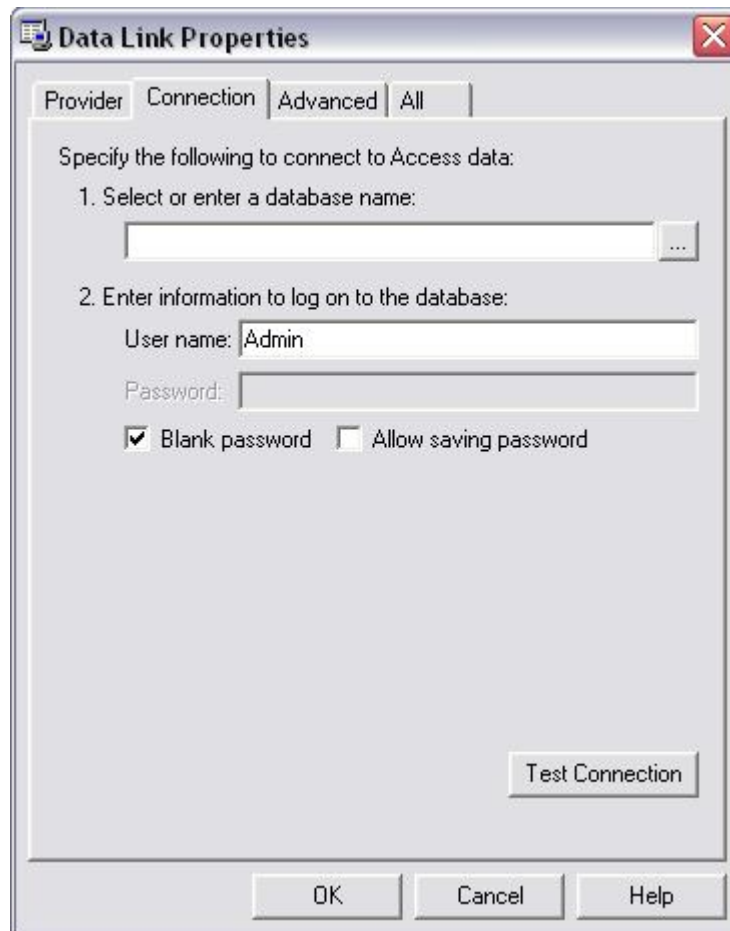 Data Link Properties
Provider Connection Advanced All
Specify the following to connect to Access data:
1. Select or enter a database name:
...
2. Enter information to log on to the database:
User name: Admin
Password:
Blank password Allow saving password
Test Connection
OK Cancel Help